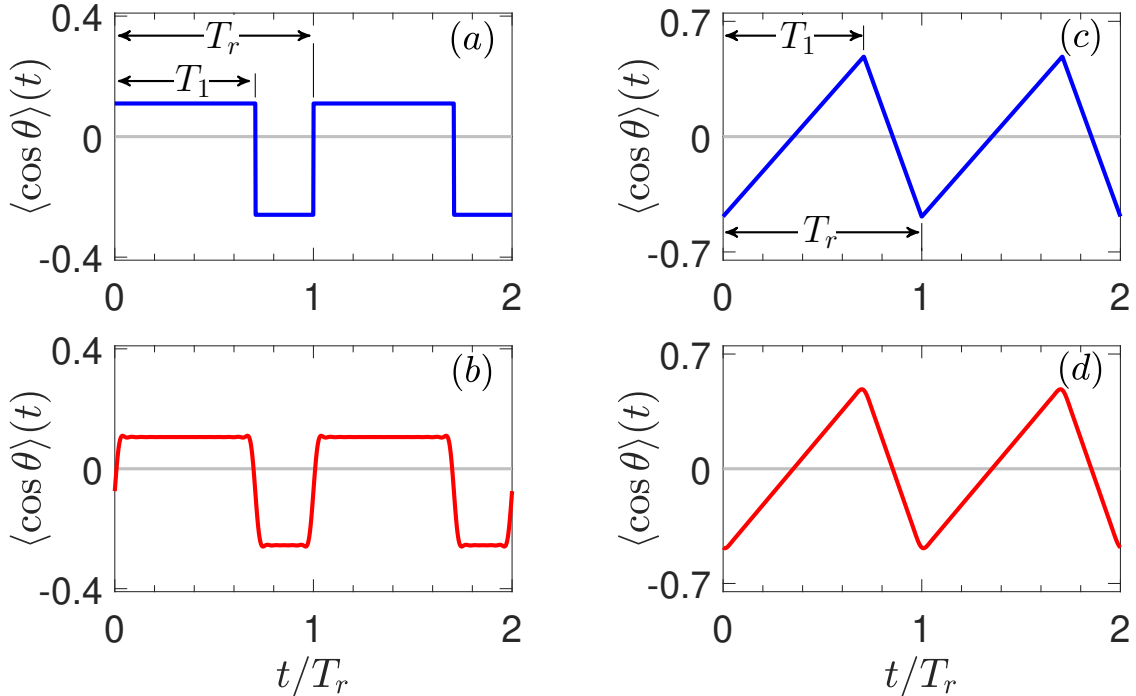 0.4
(a)
T_r
T_1
0
-0.4
⟨cos θ⟩(t)
0 1 2
0.7
(c)
T_1
0
T_r
-0.7
⟨cos θ⟩(t)
0 1 2
0.4
(b)
0
-0.4
⟨cos θ⟩(t)
0 1 2
t/T_r
0.7
(d)
0
-0.7
⟨cos θ⟩(t)
0 1 2
t/T_r